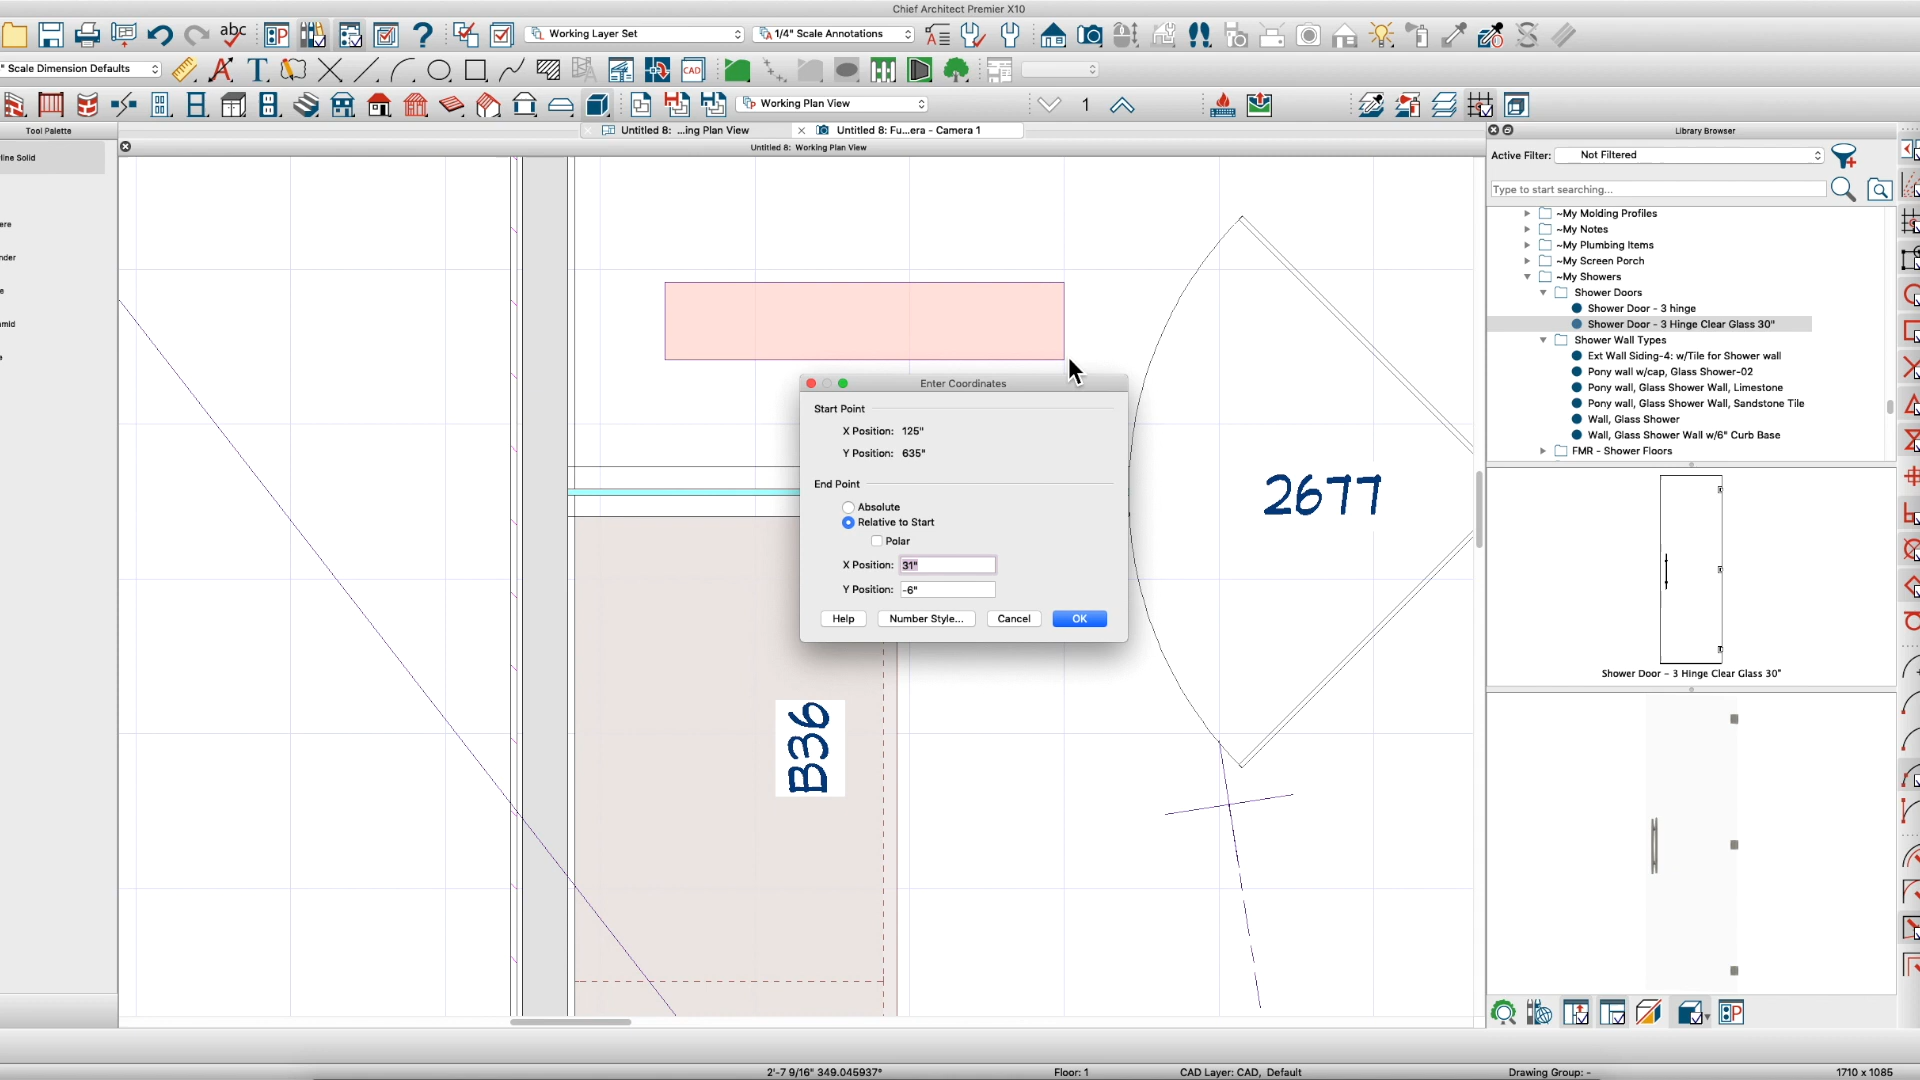 Chief Architect Premier X10
abc
?
Working Layer Set
1/4" Scale Annotations
" Scale Dimension Defaults
T
CAD
Working Plan View
1
Tool Palette
Untitled 8: ...ing Plan View
Untitled 8: Fu...era - Camera 1
Library Browser
Untitled 8: Working Plan View
line Solid
Active Filter:
Not Filtered
Type to start searching...
~My Molding Profiles
~My Notes
~My Plumbing Items
~My Screen Porch
~My Showers
Shower Doors
Shower Door - 3 hinge
Shower Door - 3 Hinge Clear Glass 30"
Shower Wall Types
Ext Wall Siding-4: w/Tile for Shower wall
Pony wall w/cap, Glass Shower-02
Pony wall, Glass Shower Wall, Limestone
Pony wall, Glass Shower Wall, Sandstone Tile
Wall, Glass Shower
Wall, Glass Shower Wall w/6" Curb Base
FMR - Shower Floors
ere
nder
e
amid
e
Enter Coordinates
Start Point
X Position: 125"
Y Position: 635"
End Point
Absolute
Relative to Start
Polar
X Position: 31"
Y Position: -6"
Help
Number Style...
Cancel
OK
2677
B36
Shower Door - 3 Hinge Clear Glass 30"
2'-7 9/16" 349.045937°
Floor: 1
CAD Layer: CAD, Default
Drawing Group: -
1710 x 1085